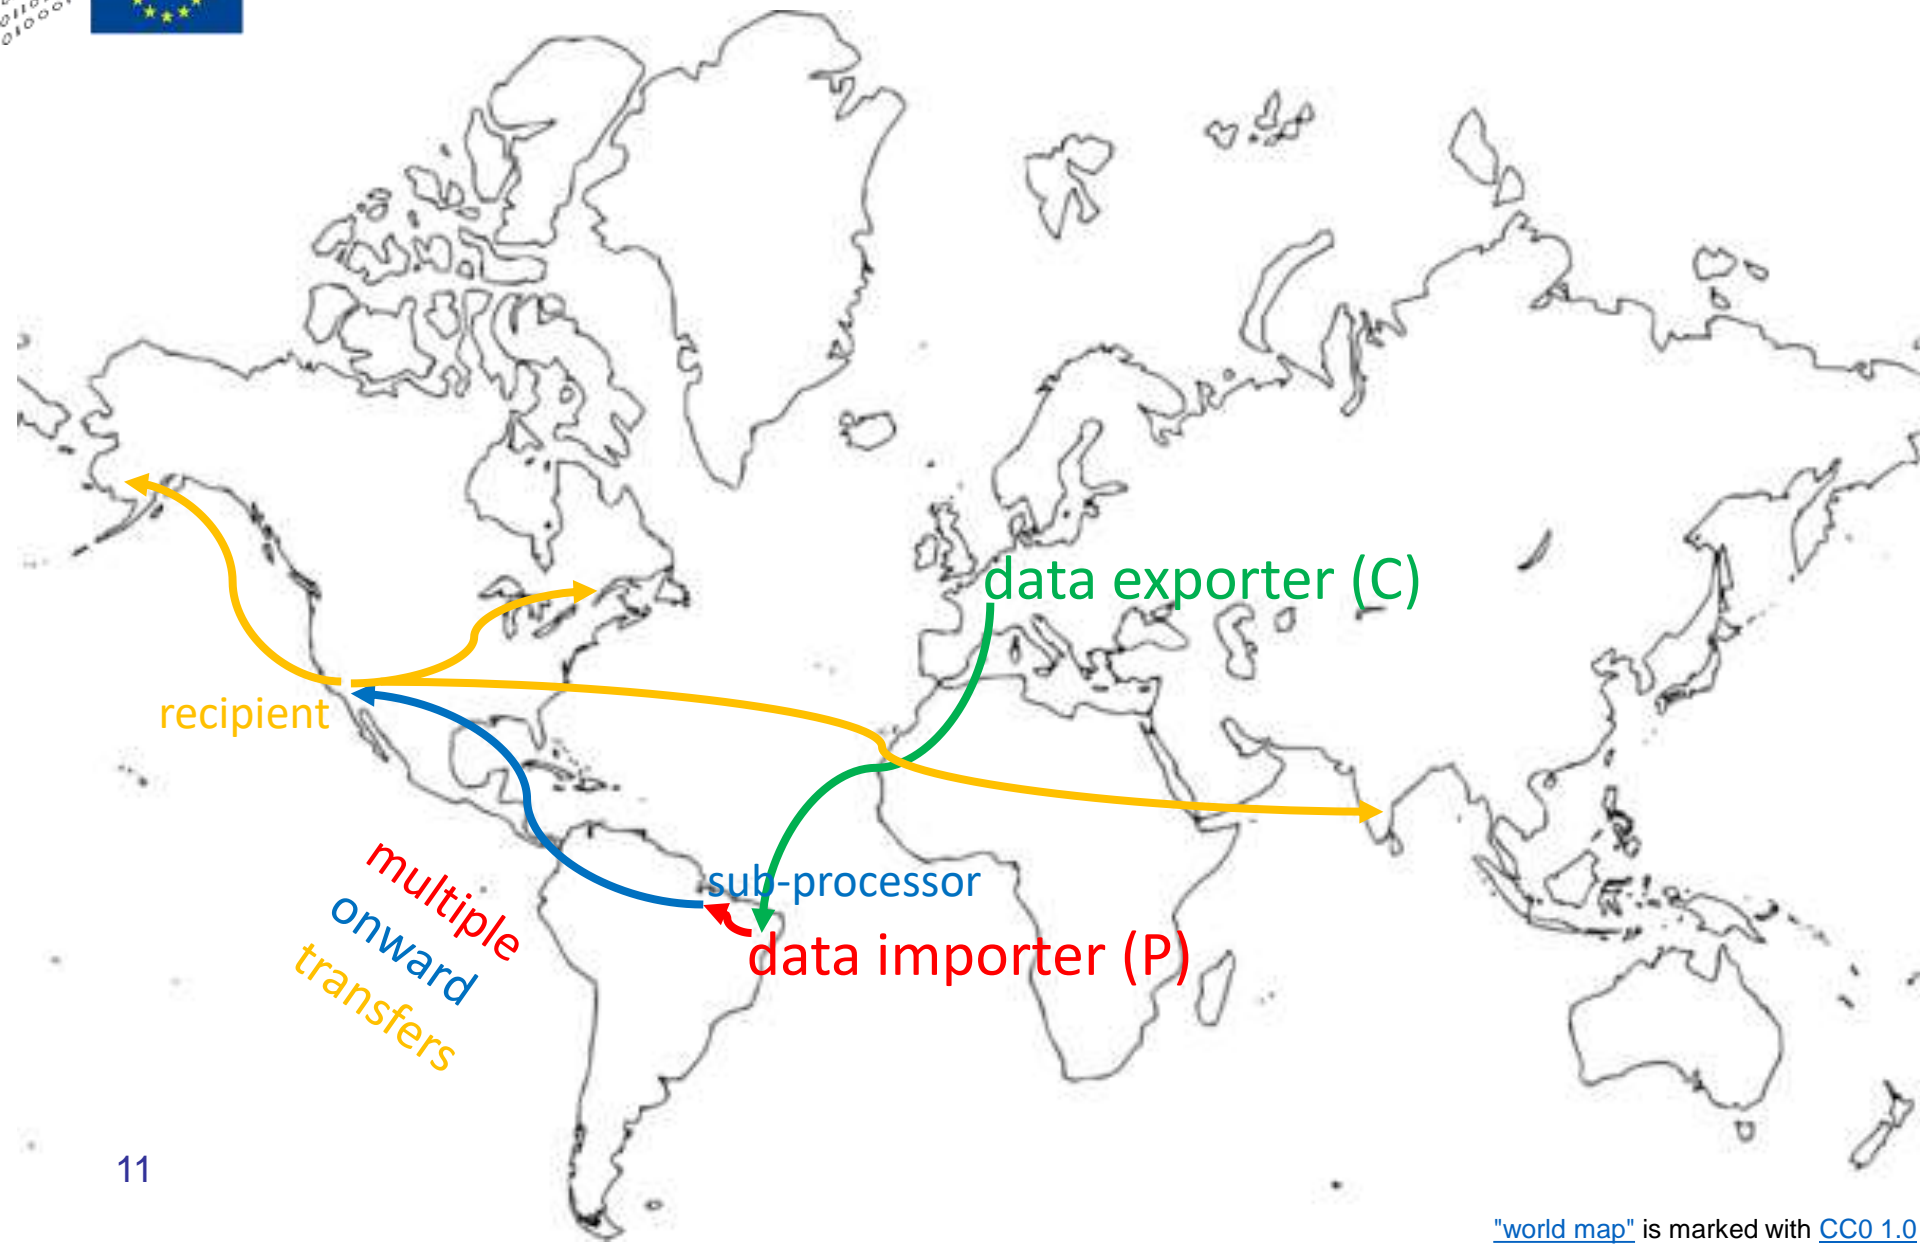 data exporter (C)
recipient
sub-processor
data importer (P)
multiple
onward
transfers
11
"world map" is marked with CC0 1.0